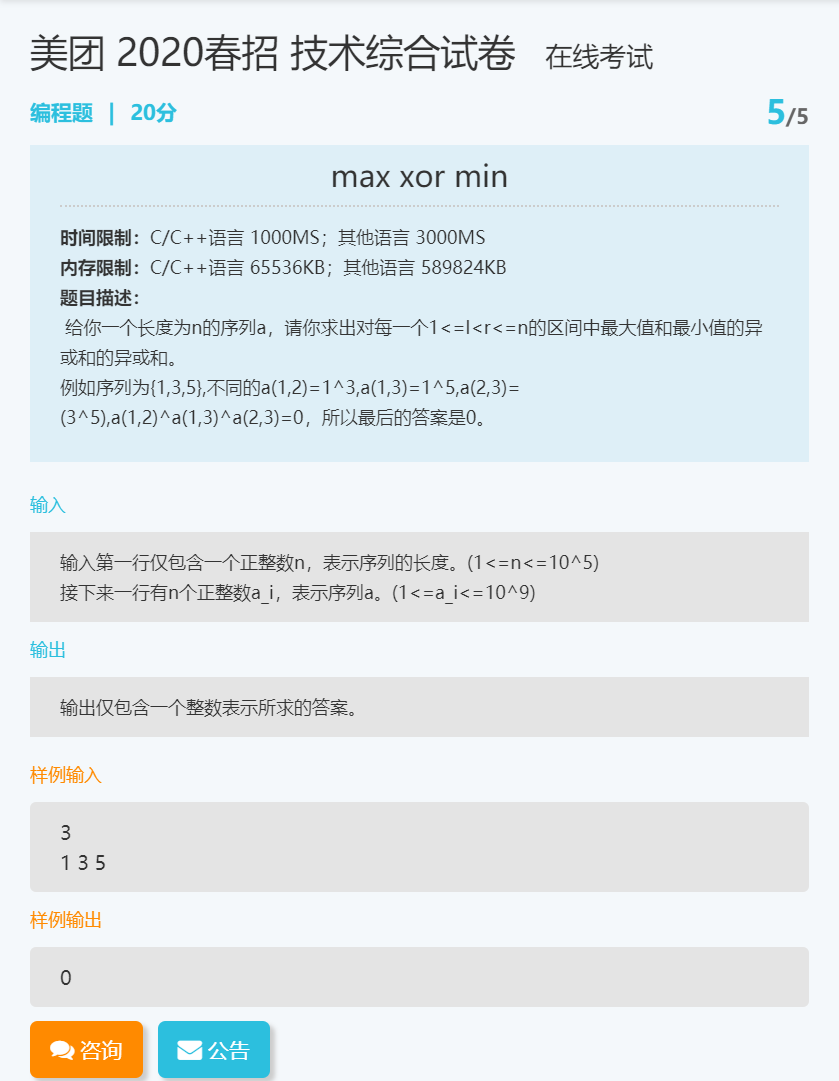 美团 2020春招 技术综合试卷 在线考试
编程题 | 20分 5/5
max xor min
时间限制：C/C++语言 1000MS；其他语言 3000MS
内存限制：C/C++语言 65536KB；其他语言 589824KB
题目描述：
给你一个长度为n的序列a，请你求出对每一个1<=l<r<=n的区间中最大值和最小值的异
或和的异或和。
例如序列为{1,3,5},不同的a(1,2)=1^3,a(1,3)=1^5,a(2,3)=
(3^5),a(1,2)^a(1,3)^a(2,3)=0，所以最后的答案是0。
输入
输入第一行仅包含一个正整数n，表示序列的长度。(1<=n<=10^5)
接下来一行有n个正整数a_i，表示序列a。(1<=a_i<=10^9)
输出
输出仅包含一个整数表示所求的答案。
样例输入
3
1 3 5
样例输出
0
咨询 公告